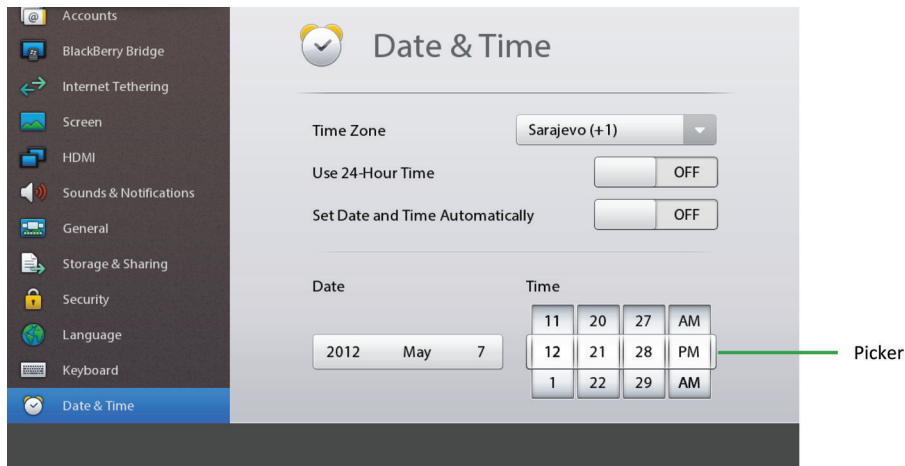 Accounts
BlackBerry Bridge
Internet Tethering
Screen
HDMI
Sounds & Notifications
General
Storage & Sharing
Security
Language
Keyboard
Date & Time
Date & Time
Time Zone Sarajevo (+1)
Use 24-Hour Time OFF
Set Date and Time Automatically OFF
Date Time
11 20 27 AM
2012 May 7 12 21 28 PM
1 22 29 AM
Picker